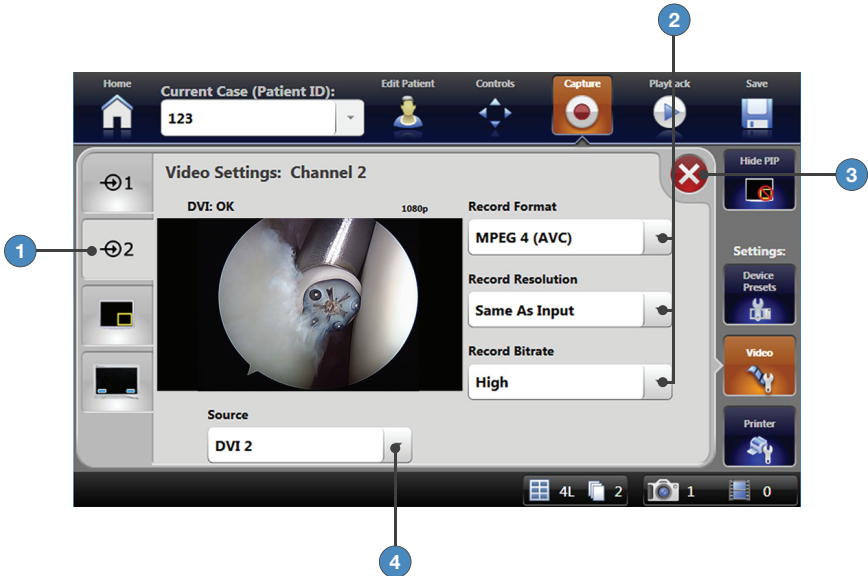 2
Home
Current Case (Patient ID):
Edit Patient
Controls
Capture
Playback
Save
123
Video Settings: Channel 2
Hide PIP
3
1
DVI: OK
1080p
Record Format
1
2
MPEG 4 (AVC)
Settings:
Record Resolution
Device
Presets
Same As Input
Record Bitrate
Video
High
Source
DVI 2
Printer
4L
2
1
0
4